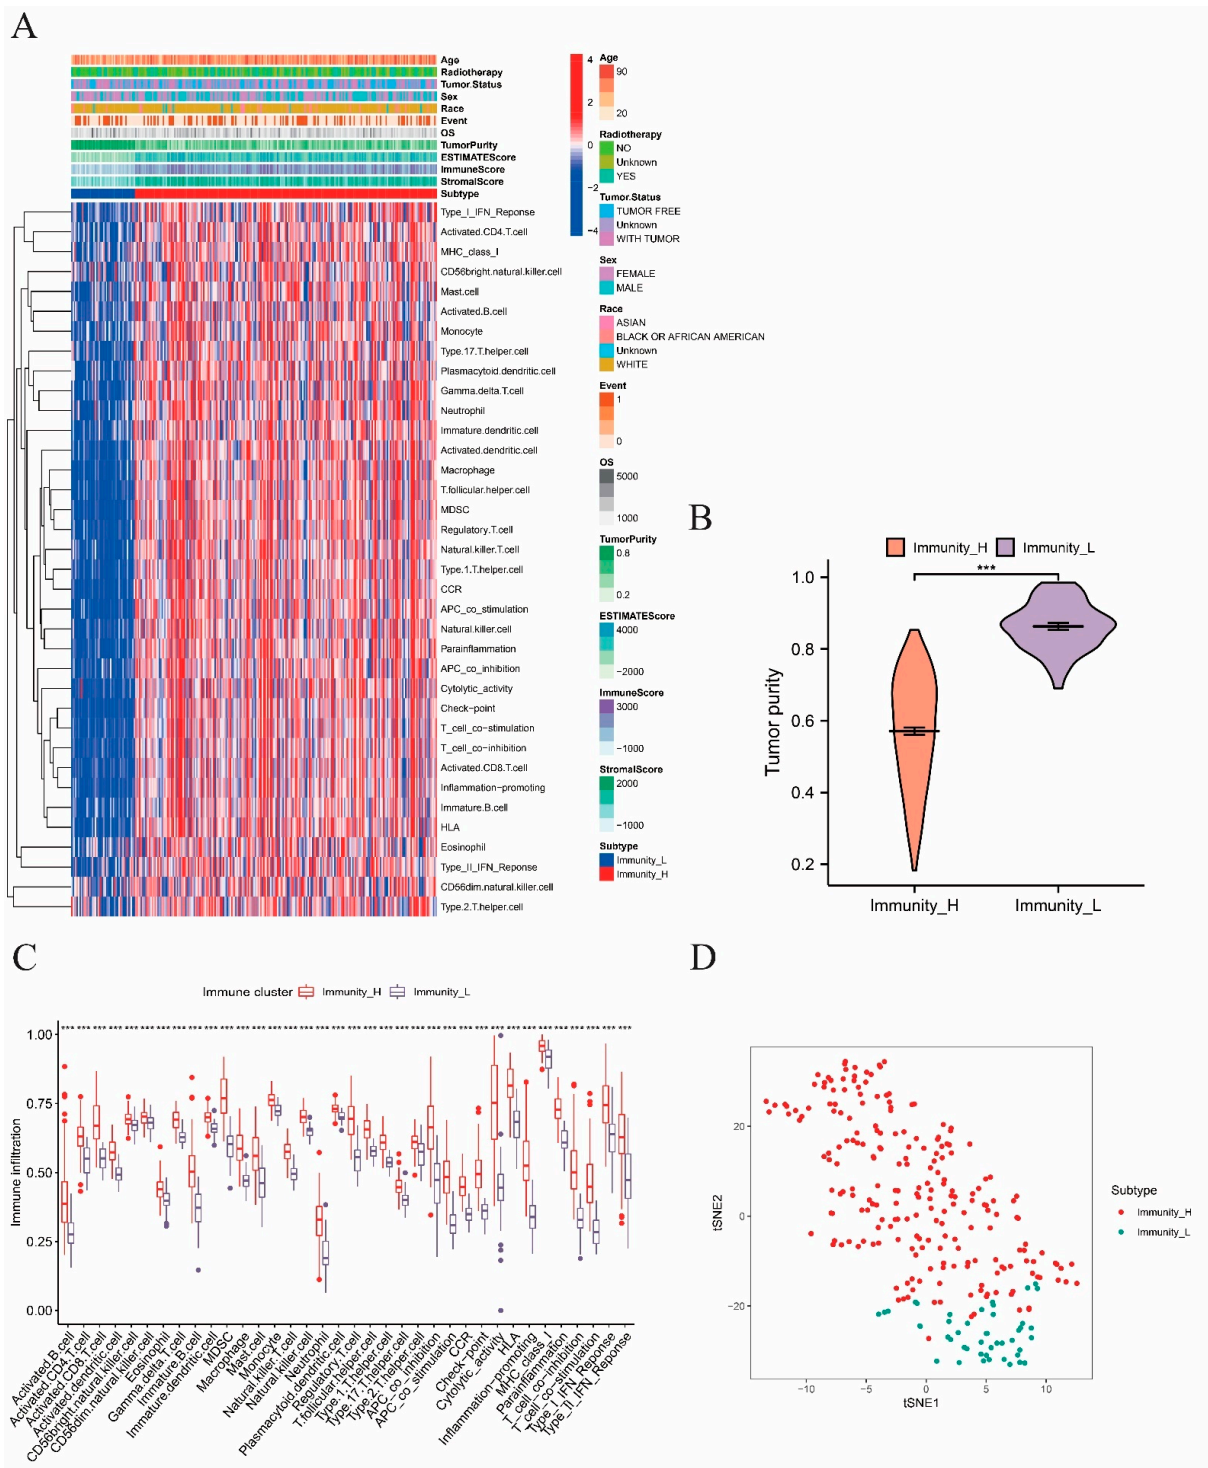 A
Age
Radiotherapy
Tumor.Status
Sex
Race
Event
OS
TumorPurity
ESTIMATEScore
ImmuneScore
StromalScore
Subtype
Type_I_IFN_Reponse
Activated.CD4.T.cell
MHC_class_I
CD56bright.natural.killer.cell
Mast.cell
Activated.B.cell
Monocyte
Type.17.T.helper.cell
Plasmacytoid.dendritic.cell
Gamma.delta.T.cell
Neutrophil
Immature.dendritic.cell
Activated.dendritic.cell
Macrophage
T.follicular.helper.cell
MDSC
Regulatory.T.cell
Natural.killer.T.cell
Type.1.T.helper.cell
CCR
APC_co_stimulation
Natural.killer.cell
Parainflammation
APC_co_inhibition
Cytolytic_activity
Check-point
T_cell_co-stimulation
T_cell_co-inhibition
Activated.CD8.T.cell
Inflammation-promoting
Immature.B.cell
HLA
Eosinophil
Type_II_IFN_Reponse
CD56dim.natural.killer.cell
Type.2.T.helper.cell
4
2
0
−2
−4
Age
90
20
Radiotherapy
NO
Unknown
YES
Tumor.Status
TUMOR FREE
Unknown
WITH TUMOR
Sex
FEMALE
MALE
Race
ASIAN
BLACK OR AFRICAN AMERICAN
Unknown
WHITE
Event
1
0
OS
5000
1000
TumorPurity
0.8
0.2
ESTIMATEScore
4000
−2000
ImmuneScore
3000
−1000
StromalScore
2000
−1000
Subtype
Immunity_L
Immunity_H
B
Immunity_H Immunity_L
***
1.0
0.8
0.6
0.4
0.2
Tumor purity
Immunity_H Immunity_L
C
Immune cluster Immunity_H Immunity_L
*** *** *** *** *** *** *** *** *** *** *** *** *** *** *** *** *** *** *** *** *** *** *** *** *** *** *** *** *** *** *** *** *** *** *** ***
1.00
0.75
0.50
0.25
0.00
Immune infiltration
Activated.B.cell
Activated.CD4.T.cell
Activated.CD8.T.cell
Activated.dendritic.cell
CD56bright.natural.killer.cell
CD56dim.natural.killer.cell
Eosinophil
Gamma.delta.T.cell
Immature.B.cell
Immature.dendritic.cell
MDSC
Macrophage
Mast.cell
Monocyte
Natural.killer.T.cell
Natural.killer.cell
Neutrophil
Plasmacytoid.dendritic.cell
Regulatory.T.cell
T.follicular.helper.cell
Type.1.T.helper.cell
Type.17.T.helper.cell
Type.2.T.helper.cell
APC_co_inhibition
APC_co_stimulation
CCR
Check-point
Cytolytic_activity
HLA
Inflammation-promoting
MHC_class_I
Parainflammation
T_cell_co-inhibition
T_cell_co-stimulation
Type_I_IFN_Reponse
Type_II_IFN_Reponse
D
20
0
−20
tSNE2
−10 −5 0 5 10
tSNE1
Subtype
Immunity_H
Immunity_L